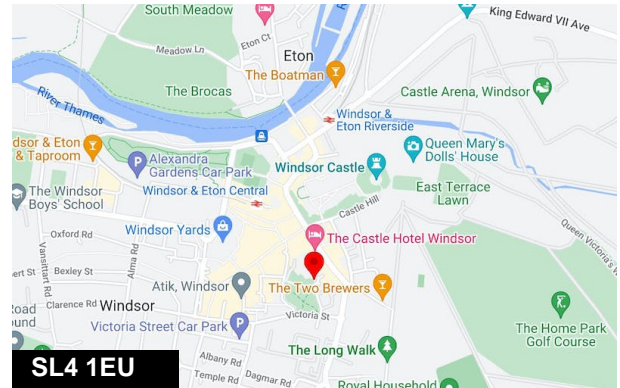 South Meadow
King Edward VII Ave
Eton Ct
Meadow Ln
Eton
The Boatman
The Brocas
Castle Arena, Windsor
River Thames
Windsor &
Eton Riverside
dsor & Eton
& Taproom
Queen Mary's
Dolls' House
Alexandra
Gardens Car Park
Windsor Castle
The Windsor
Boys' School
Windsor & Eton Central
East Terrace
Lawn
Castle Hill
Queen Victoria's W
Oxford Rd
Windsor Yards
The Castle Hotel Windsor
Vansittart Rd
Alma Rd
ert St
Bexley St
Atik, Windsor
The Two Brewers
Clarence Rd
Windsor
Road
ound
Victoria St
Victoria Street Car Park
The Home Park
Golf Course
The Long Walk
Albany Rd
Temple Rd
Dagmar Rd
Royal Household
SL4 1EU